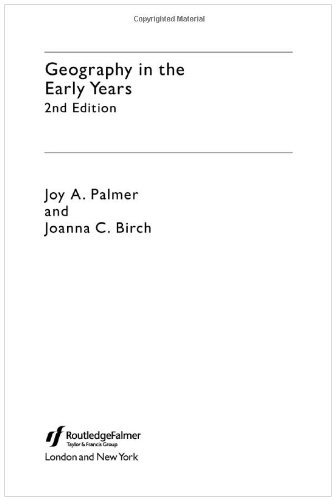 Copyrighted Material
Geography in the
Early Years
2nd Edition
Joy A. Palmer
and
Joanna C. Birch
RoutledgeFalmer
Taylor & Francis Group
London and New York